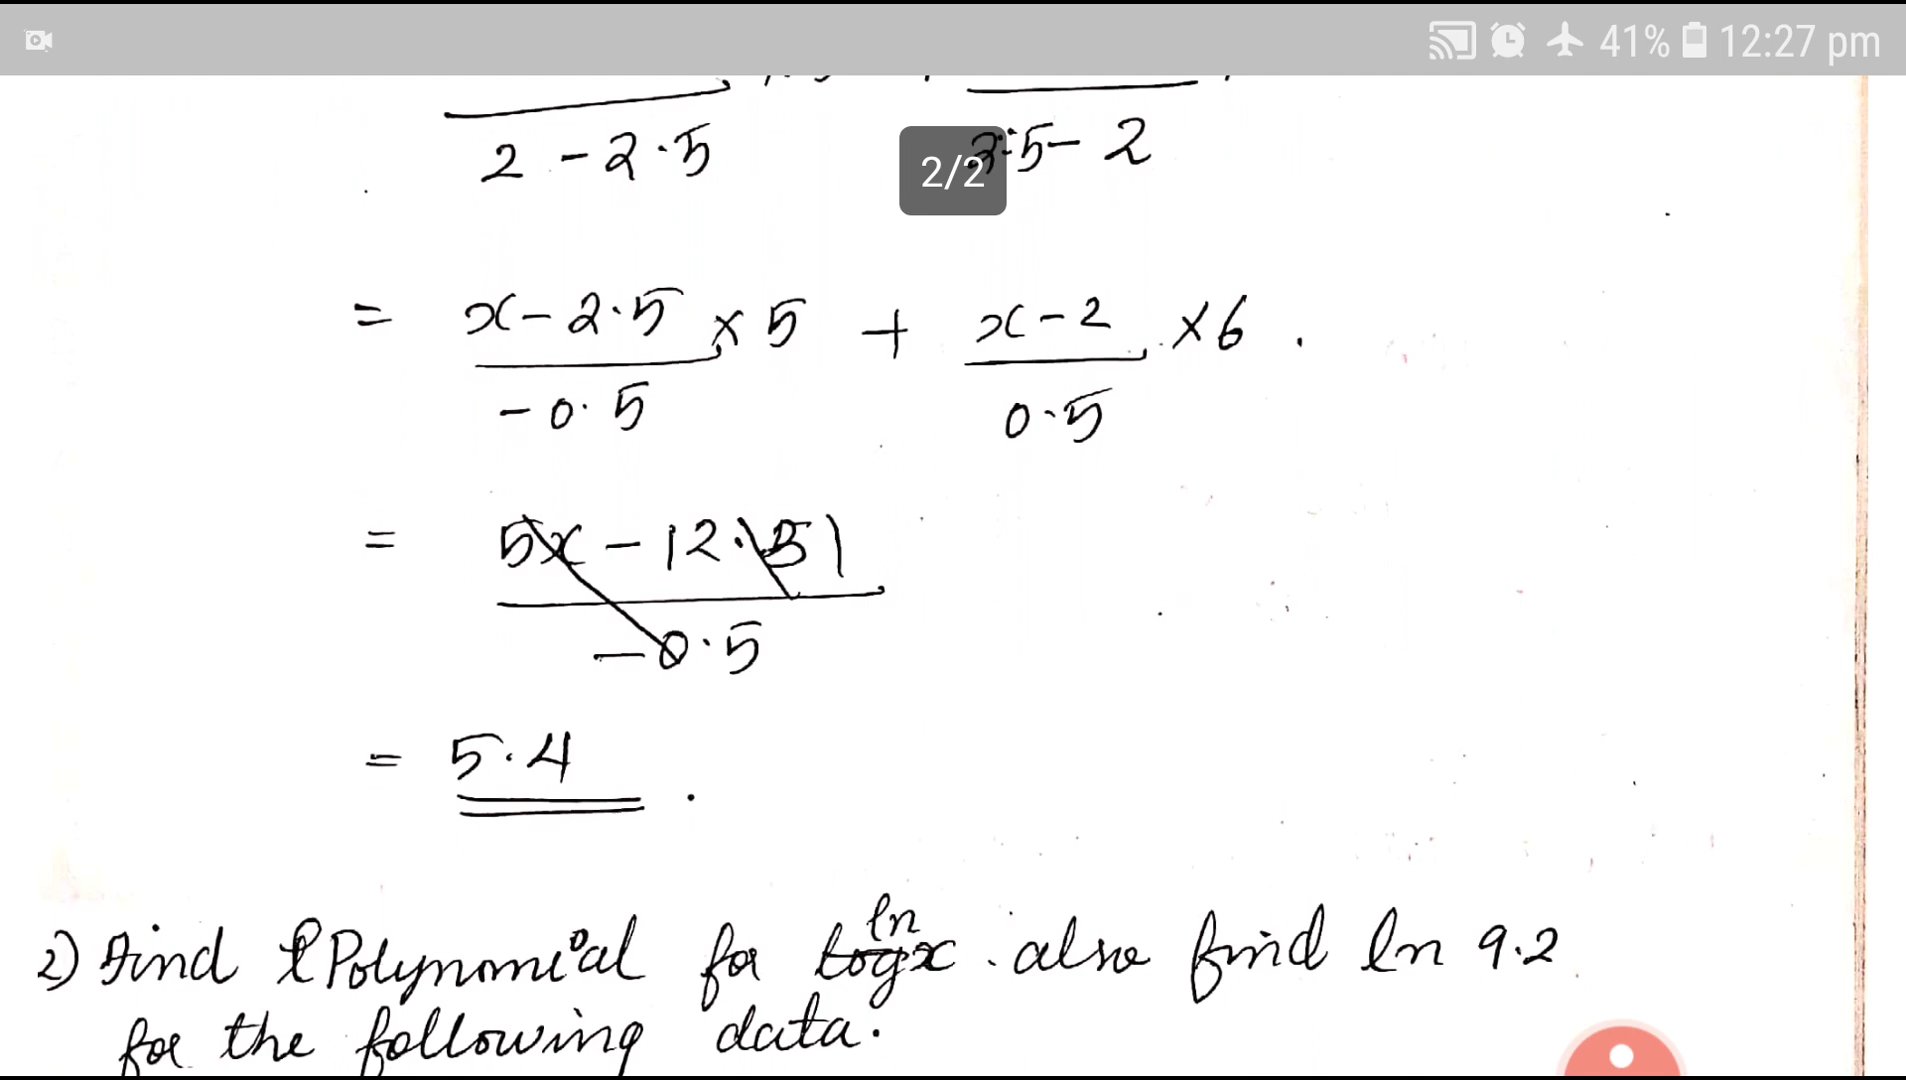 41% 12:27 pm
2 - 2.5 .5 - 2
2/2
= x - 2.5 × 5 + x - 2 × 6 .
- 0.5 0.5
= 5x - 12.5
- 0.5
= 5.4 .
ln
2) Find Polynomial for log x . also find ln 9.2
for the following data.